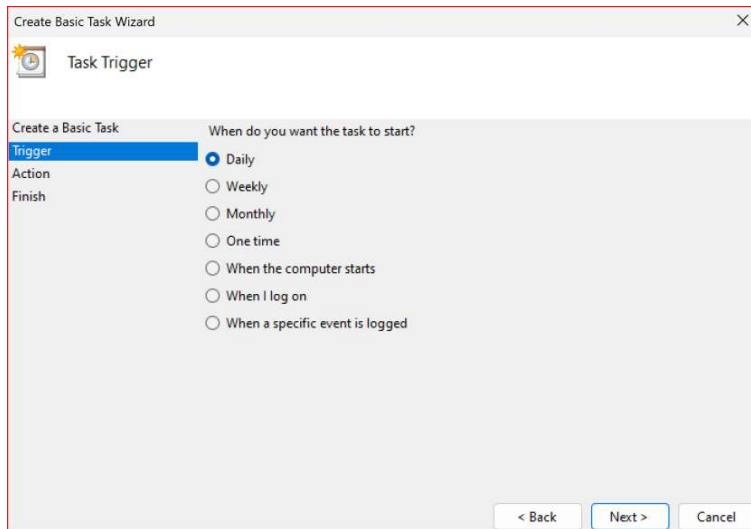 Create Basic Task Wizard
Task Trigger
Create a Basic Task
Trigger
Action
Finish
When do you want the task to start?
Daily
Weekly
Monthly
One time
When the computer starts
When I log on
When a specific event is logged
< Back
Next >
Cancel